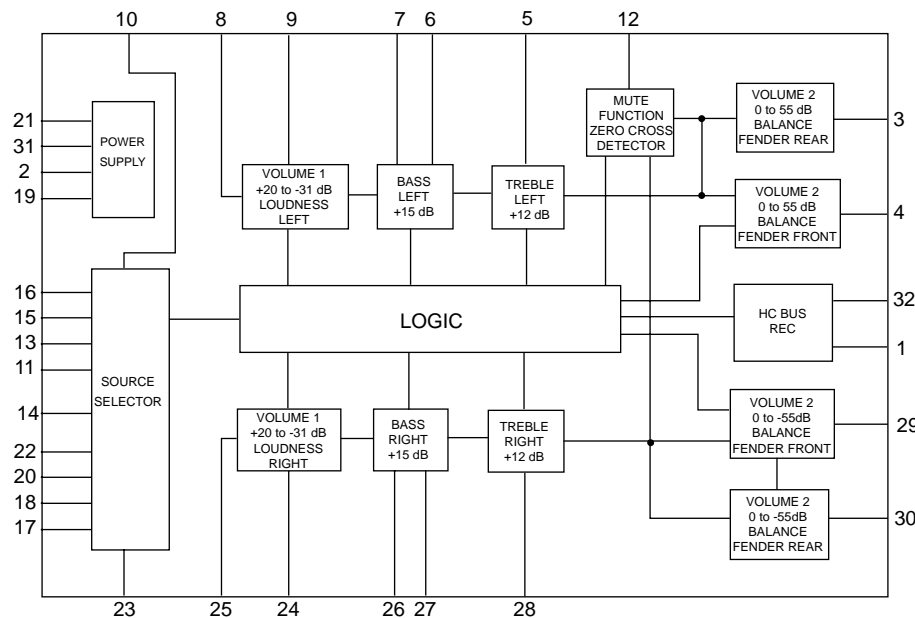 10
8
9
7
6
5
12
21
31
2
19
POWER
SUPPLY
VOLUME 1
+20 to -31 dB
LOUDNESS
LEFT
BASS
LEFT
+15 dB
TREBLE
LEFT
+12 dB
MUTE
FUNCTION
ZERO CROSS
DETECTOR
VOLUME 2
0 to 55 dB
BALANCE
FENDER REAR
3
VOLUME 2
0 to 55 dB
BALANCE
FENDER FRONT
4
16
15
13
11
14
22
20
18
17
SOURCE
SELECTOR
LOGIC
HC BUS
REC
32
1
VOLUME 1
+20 to -31 dB
LOUDNESS
RIGHT
BASS
RIGHT
+15 dB
TREBLE
RIGHT
+12 dB
VOLUME 2
0 to -55dB
BALANCE
FENDER FRONT
29
VOLUME 2
0 to -55dB
BALANCE
FENDER REAR
30
23
25
24
26
27
28